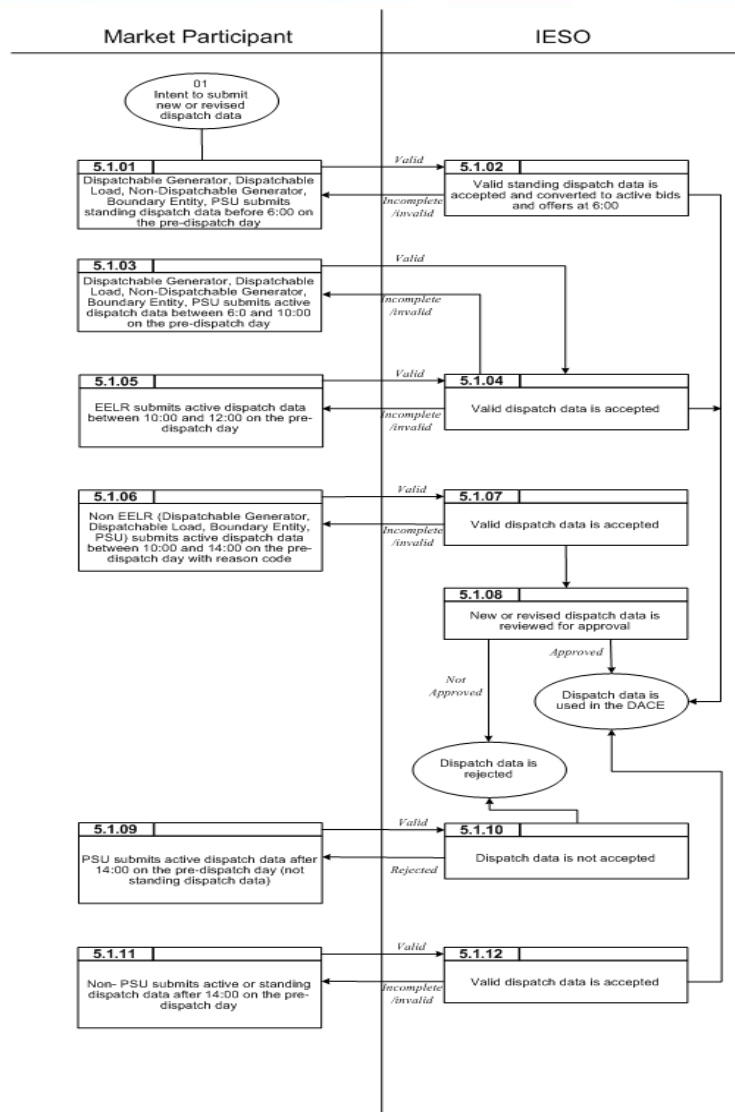 Market Participant
IESO
01
Intent to submit
new or revised
dispatch data
5.1.01
Dispatchable Generator, Dispatchable
Load, Non-Dispatchable Generator,
Boundary Entity, PSU submits
standing dispatch data before 6:00 on
the pre-dispatch day
Valid
Incomplete
/invalid
5.1.02
Valid standing dispatch data is
accepted and converted to active bids
and offers at 6:00
5.1.03
Dispatchable Generator, Dispatchable
Load, Non-Dispatchable Generator,
Boundary Entity, PSU submits active
dispatch data between 6:0 and 10:00
on the pre-dispatch day
Valid
Incomplete
/invalid
5.1.05
EELR submits active dispatch data
between 10:00 and 12:00 on the pre-
dispatch day
Valid
Incomplete
/invalid
5.1.04
Valid dispatch data is accepted
5.1.06
Non EELR (Dispatchable Generator,
Dispatchable Load, Boundary Entity,
PSU) submits active dispatch data
between 10:00 and 14:00 on the pre-
dispatch day with reason code
Valid
Incomplete
/invalid
5.1.07
Valid dispatch data is accepted
5.1.08
New or revised dispatch data is
reviewed for approval
Not
Approved
Approved
Dispatch data is
used in the DACE
Dispatch data is
rejected
5.1.09
PSU submits active dispatch data after
14:00 on the pre-dispatch day (not
standing dispatch data)
Valid
Rejected
5.1.10
Dispatch data is not accepted
5.1.11
Non- PSU submits active or standing
dispatch data after 14:00 on the pre-
dispatch day
Valid
Incomplete
/invalid
5.1.12
Valid dispatch data is accepted